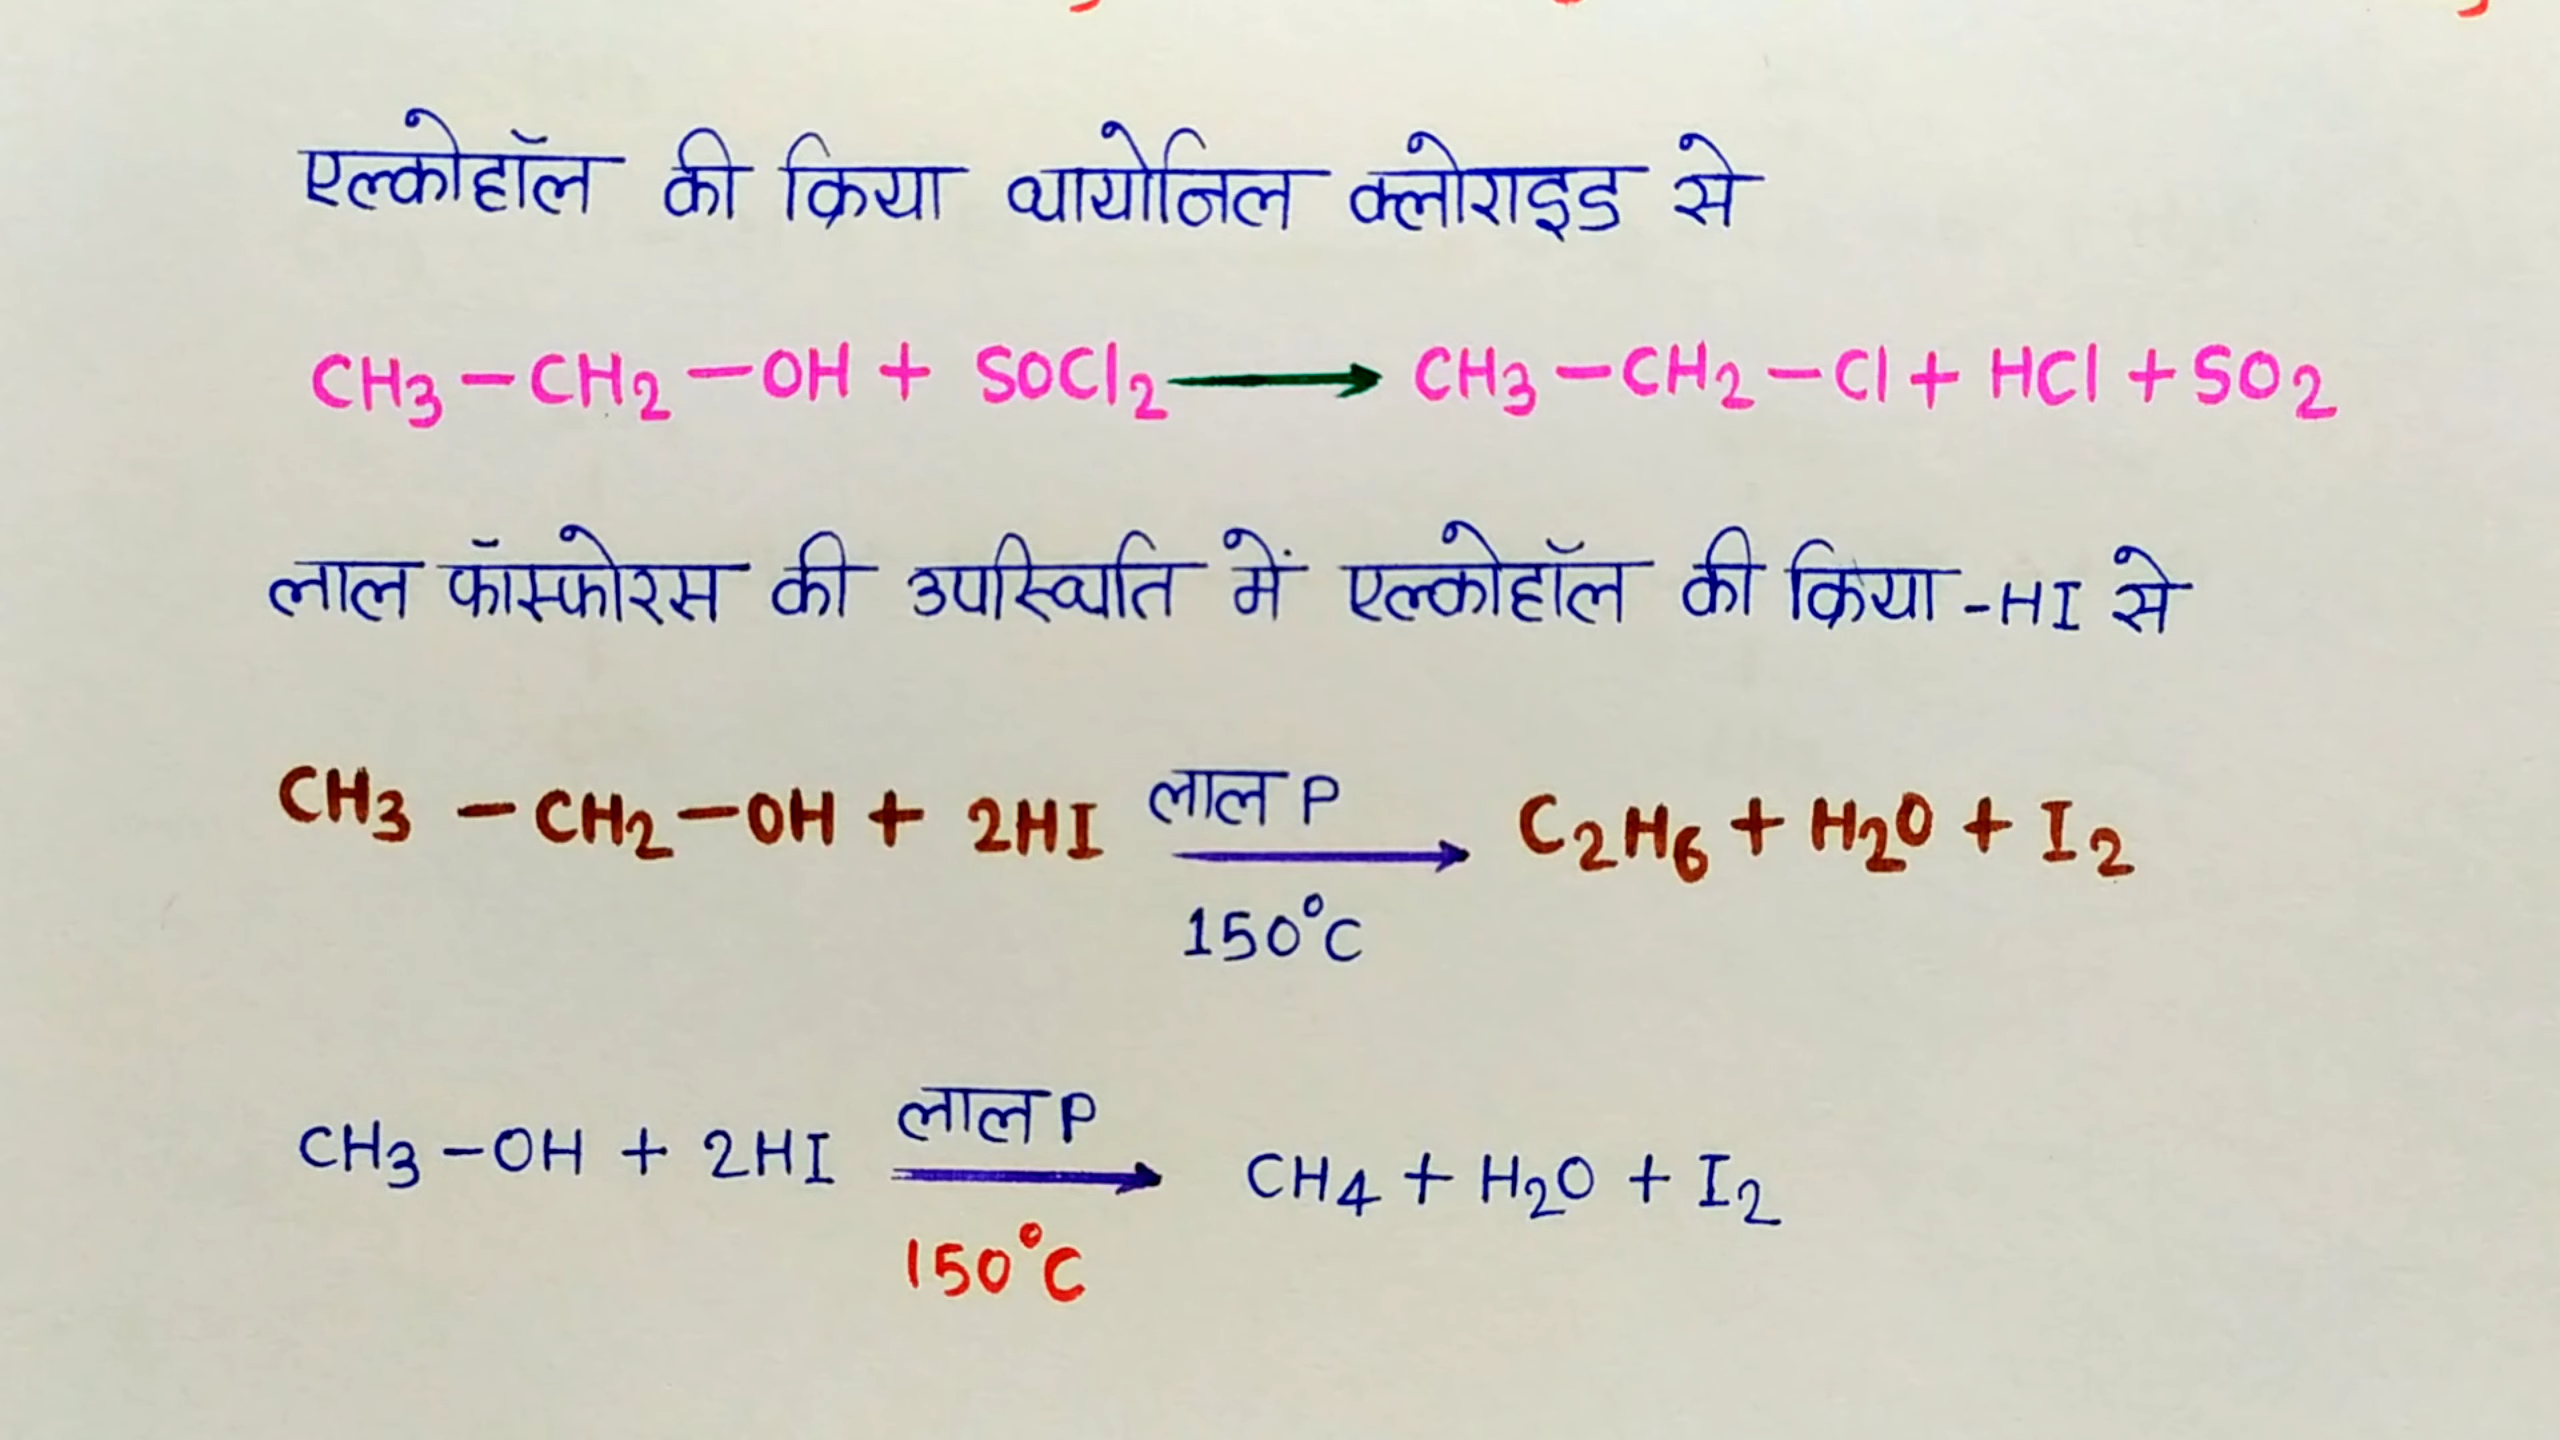 एल्कोहॉल की क्रिया थायोनिल क्लोराइड से
CH3 – CH2 – OH + SOCl2 ⟶ CH3 – CH2 – Cl + HCl + SO2
लाल फॉस्फोरस की उपस्थिति में एल्कोहॉल की क्रिया - HI से
लाल P
CH3 – CH2 – OH + 2HI ⟶ C2H6 + H2O + I2
150°C
लाल P
CH3 – OH + 2HI ⟶ CH4 + H2O + I2
150°C